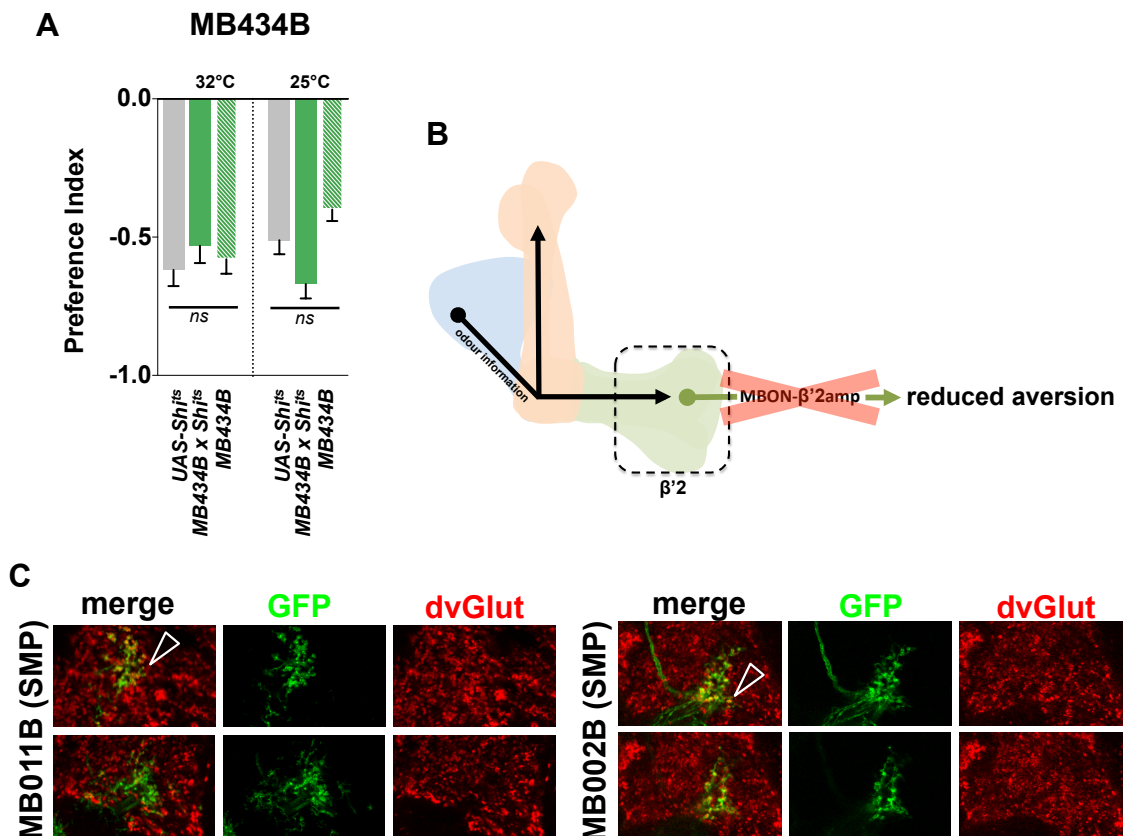 A
MB434B
32°C
25°C
0.0
-0.5
-1.0
Preference Index
ns
ns
UAS-Shits
MB434B x Shits
MB434B
UAS-Shits
MB434B x Shits
MB434B
B
odour information
MBON-β'2amp
reduced aversion
β'2
C
merge
GFP
dvGlut
MB011B (SMP)
merge
GFP
dvGlut
MB002B (SMP)